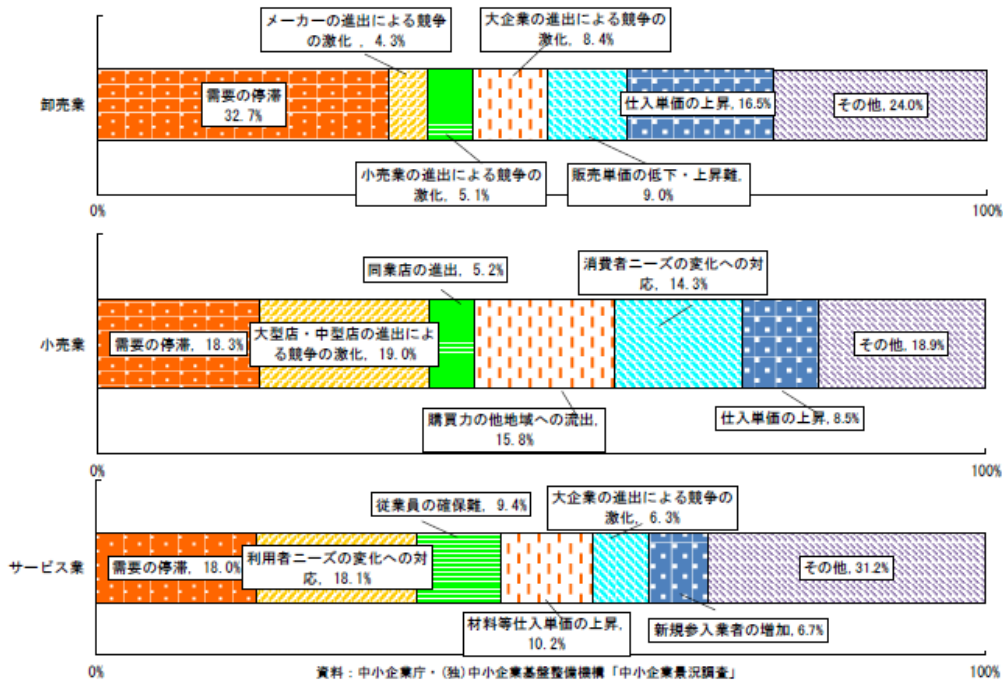 メーカーの進出による競争
の激化 , 4.3%
大企業の進出による競争の
激化, 8.4%
卸売業
需要の停滞
32.7%
仕入単価の上昇, 16.5%
その他, 24.0%
小売業の進出による競争の
激化, 5.1%
販売単価の低下・上昇難,
9.0%
0%
100%
同業店の進出, 5.2%
消費者ニーズの変化への対
応, 14.3%
小売業
需要の停滞, 18.3%
大型店・中型店の進出によ
る競争の激化, 19.0%
その他, 18.9%
購買力の他地域への流出,
15.8%
仕入単価の上昇, 8.5%
0%
100%
従業員の確保難, 9.4%
大企業の進出による競争の
激化, 6.3%
サービス業
需要の停滞, 18.0%
利用者ニーズの変化への対
応, 18.1%
その他, 31.2%
材料等仕入単価の上昇,
10.2%
新規参入業者の増加, 6.7%
0%
資料：中小企業庁・(独)中小企業基盤整備機構「中小企業景況調査」
100%